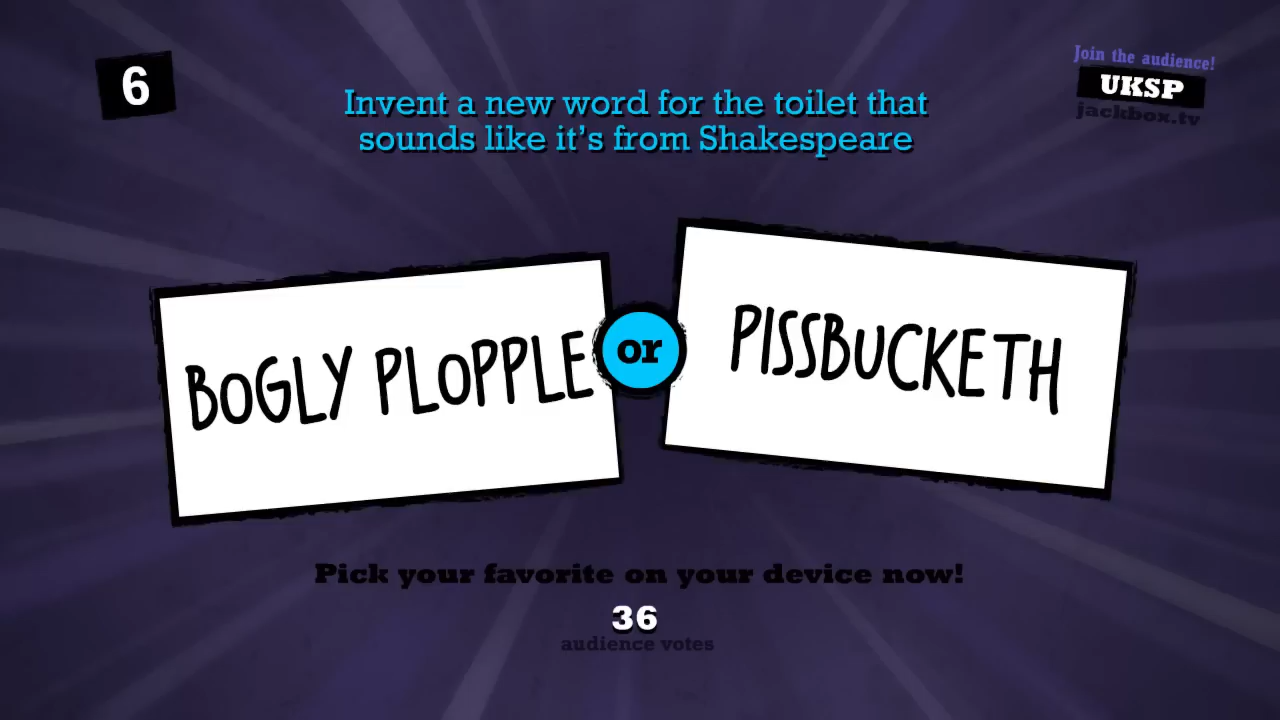 6
Join the audience!
UKSP
jackbox.tv
Invent a new word for the toilet that
sounds like it's from Shakespeare
BOGLY PLOPPLE
or
PISSBUCKETH
Pick your favorite on your device now!
36
audience votes